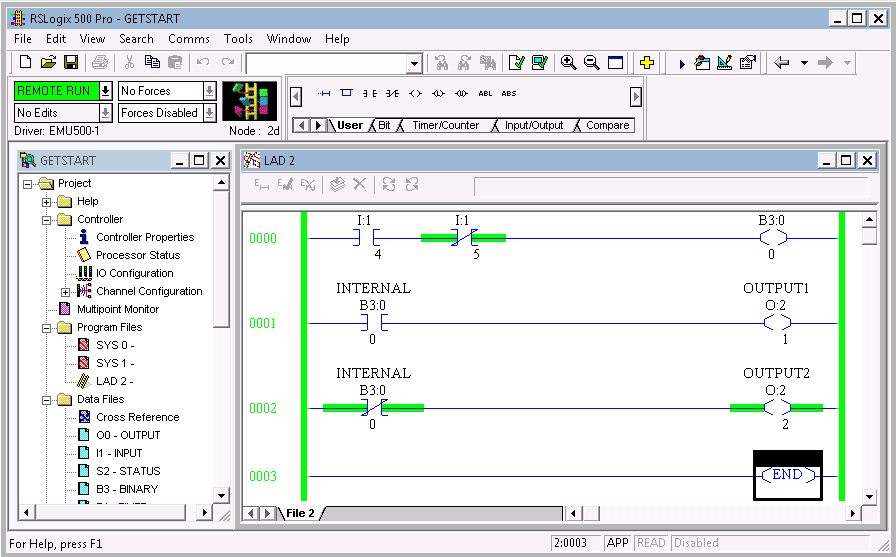 RSLogix 500 Pro - GETSTART
File Edit View Search Comms Tools Window Help
REMOTE RUN
No Forces
No Edits
Forces Disabled
Driver: EMU500-1
Node : 2d
ABL ABS
User Bit Timer/Counter Input/Output Compare
GETSTART
Project
Help
Controller
Controller Properties
Processor Status
IO Configuration
Channel Configuration
Multipoint Monitor
Program Files
SYS 0 -
SYS 1 -
LAD 2 -
Data Files
Cross Reference
O0 - OUTPUT
I1 - INPUT
S2 - STATUS
B3 - BINARY
LAD 2
I:1 I:1 B3:0
0000
4 5 0
INTERNAL OUTPUT1
B3:0 O:2
0001
0 1
INTERNAL OUTPUT2
B3:0 O:2
0002
0 2
0003 END
File 2
For Help, press F1
2:0003 APP READ Disabled